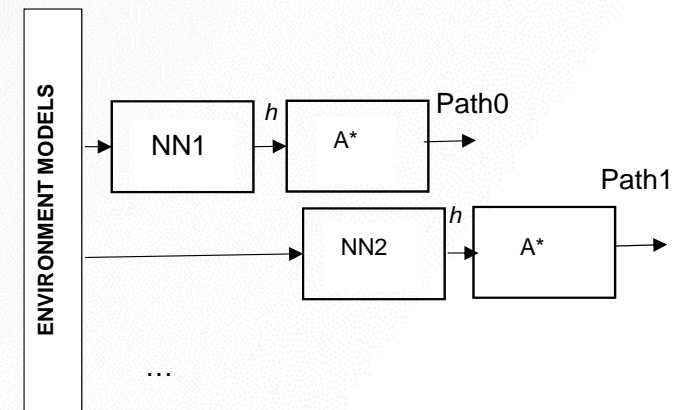 ENVIRONMENT MODELS
NN1
h
A*
Path0
NN2
h
A*
Path1
…